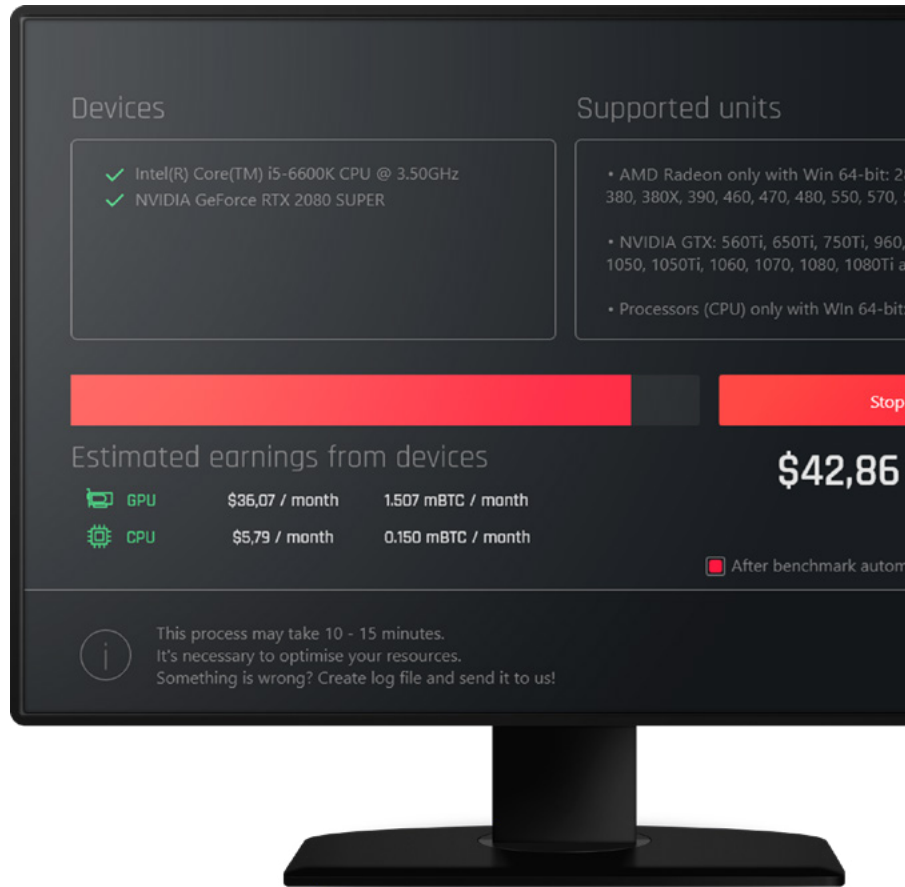 Devices
Intel(R) Core(TM) i5-6600K CPU @ 3.50GHz
NVIDIA GeForce RTX 2080 SUPER
Supported units
• AMD Radeon only with Win 64-bit:
380, 380X, 390, 460, 470, 480, 550, 570,
• NVIDIA GTX: 560Ti, 650Ti, 750Ti, 960,
1050, 1050Ti, 1060, 1070, 1080, 1080Ti
• Processors (CPU) only with WIn 64-bit:
Stop
Estimated earnings from devices
$42,86
GPU $36,07 / month 1.507 mBTC / month
CPU $5,79 / month 0.150 mBTC / month
After benchmark
This process may take 10 - 15 minutes.
It's necessary to optimise your resources.
Something is wrong? Create log file and send it to us!